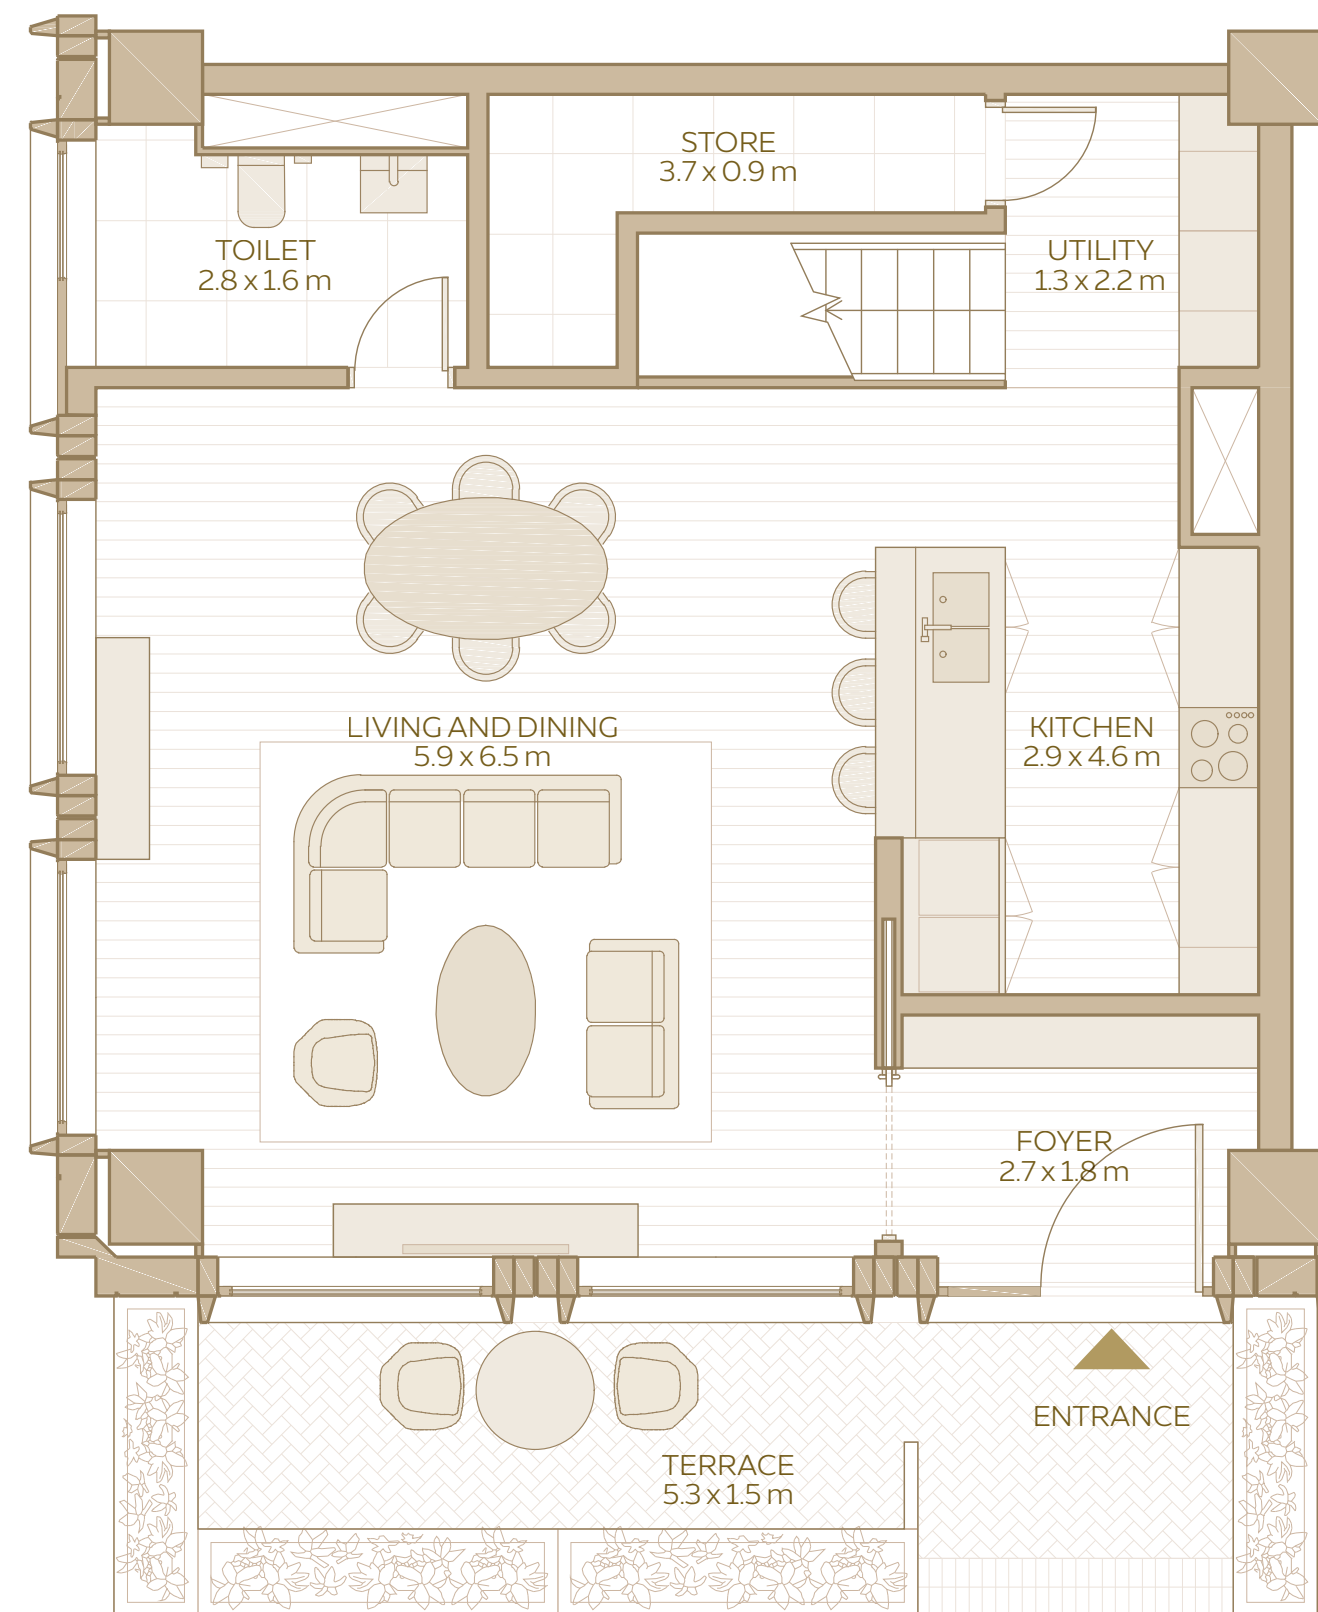 STORE
3.7 x 0.9 m
TOILET
2.8 x 1.6 m
UTILITY
1.3 x 2.2 m
LIVING AND DINING
5.9 x 6.5 m
KITCHEN
2.9 x 4.6 m
FOYER
2.7 x 1.8 m
ENTRANCE
TERRACE
5.3 x 1.5 m